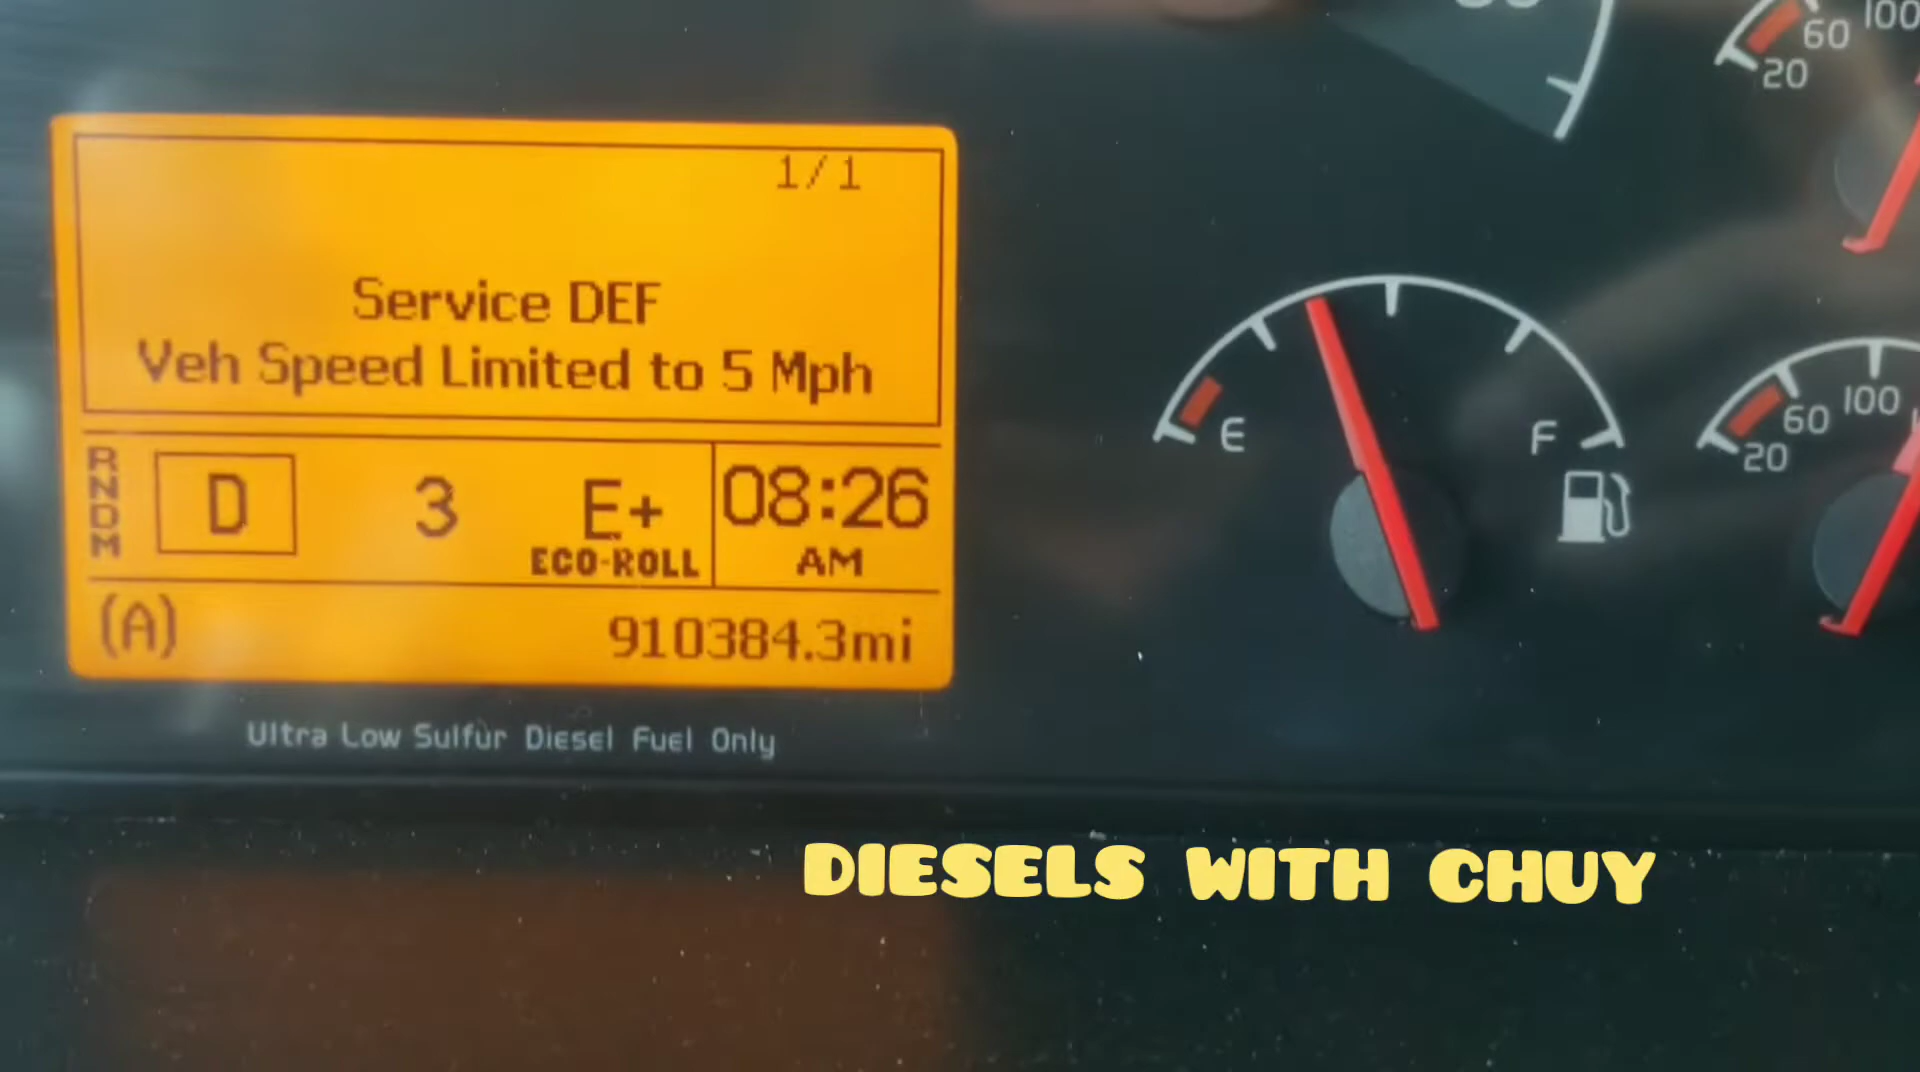 1/1
Service DEF
Veh Speed Limited to 5 Mph
R
N
D
M
D
3
E+
ECO-ROLL
08:26
AM
(A)
910384.3mi
Ultra Low Sulfur Diesel Fuel Only
E
F
20
60
100
20
60
100
DIESELS WITH CHUY